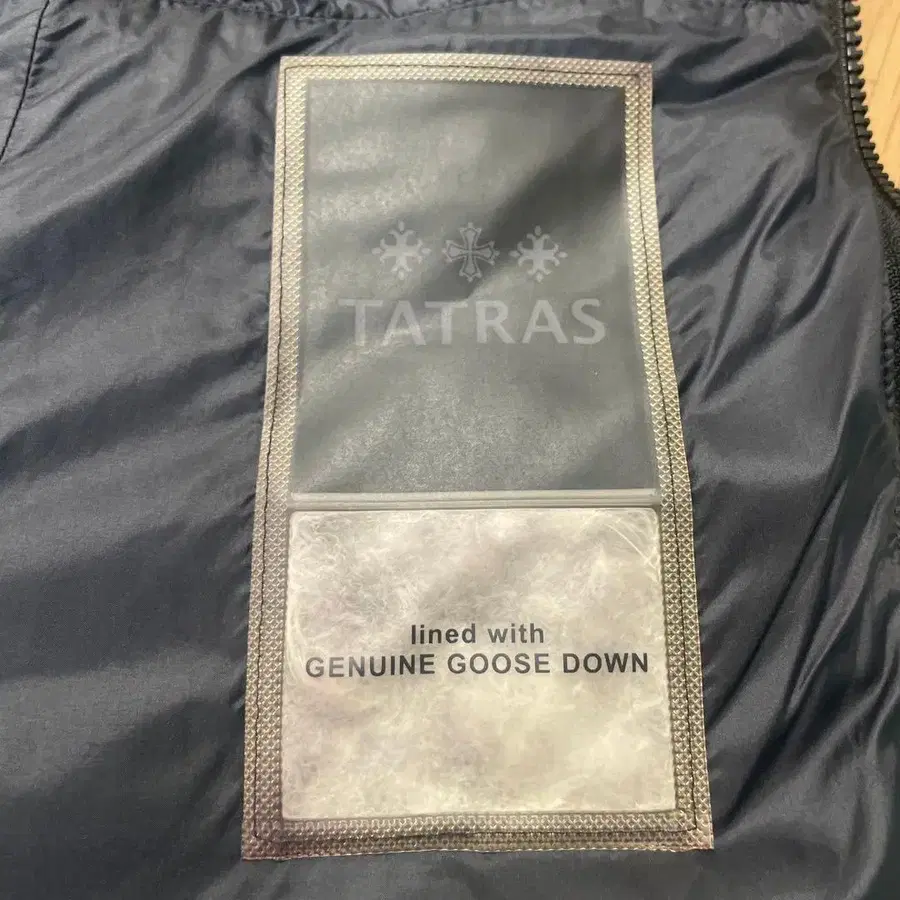 TATRAS
lined with
GENUINE GOOSE DOWN